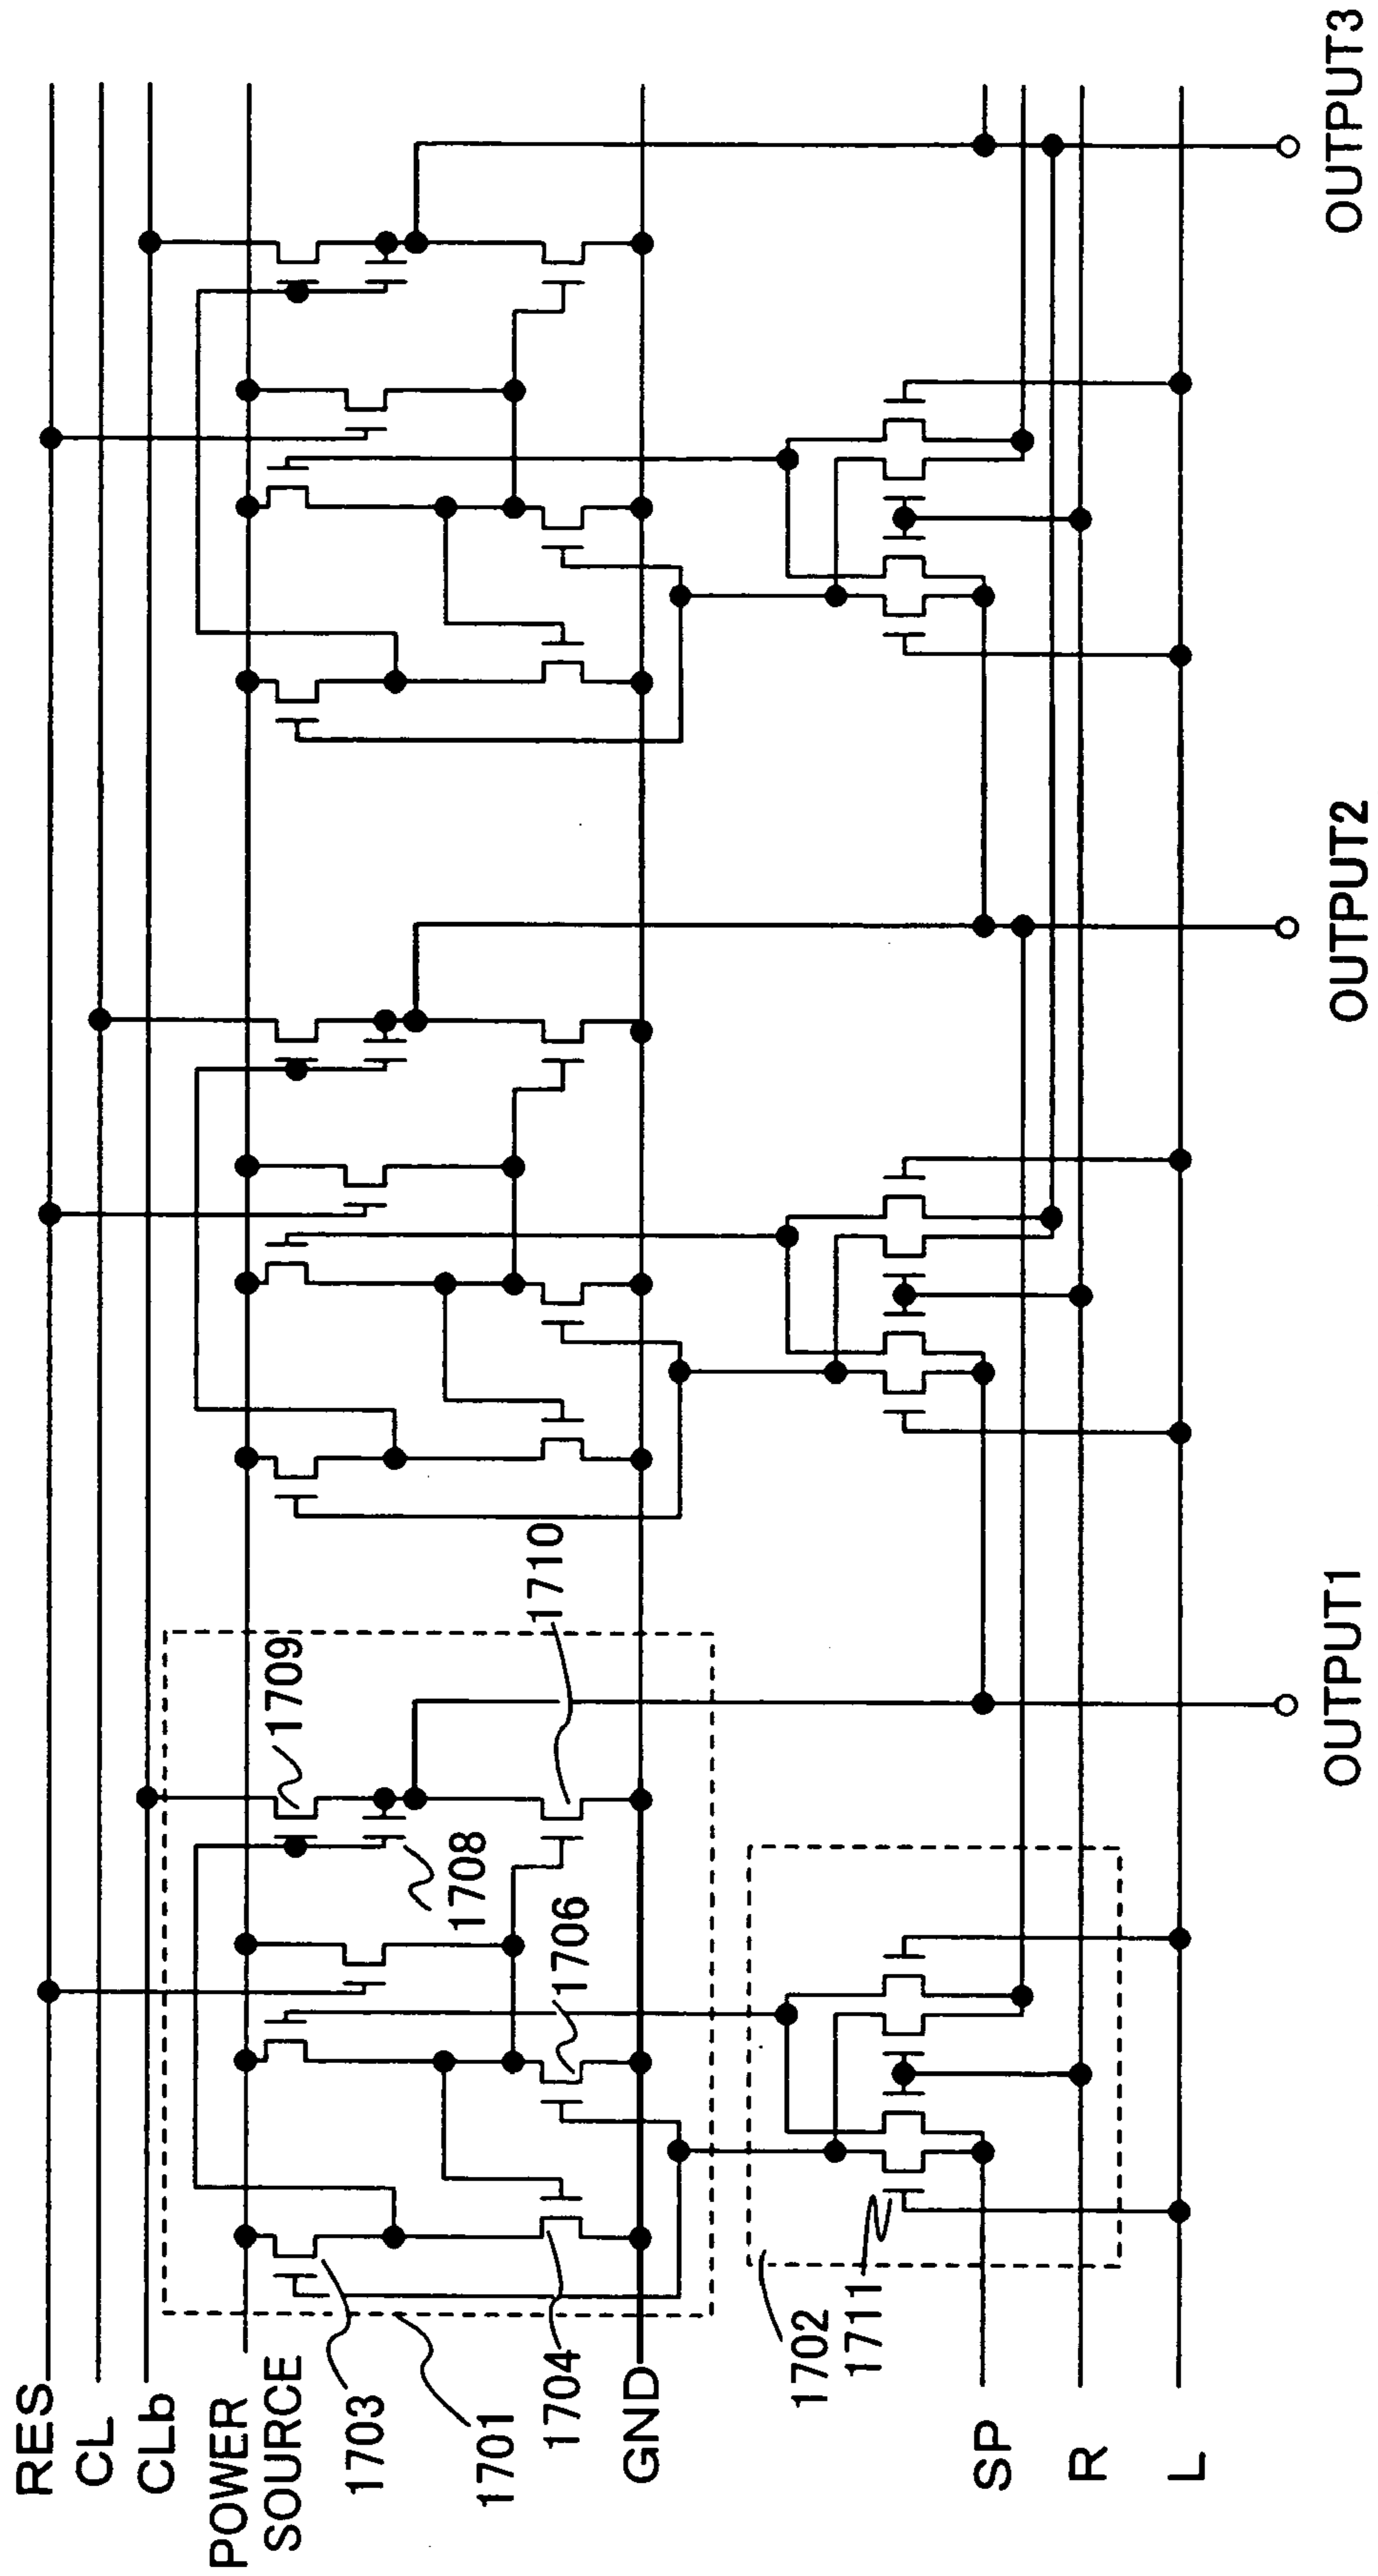 RES
CL
CLb
POWER
SOURCE
1703
1701
1704
GND
1709
1708
1706
1710
1702
1711
SP
R
L
OUTPUT1
OUTPUT2
OUTPUT3